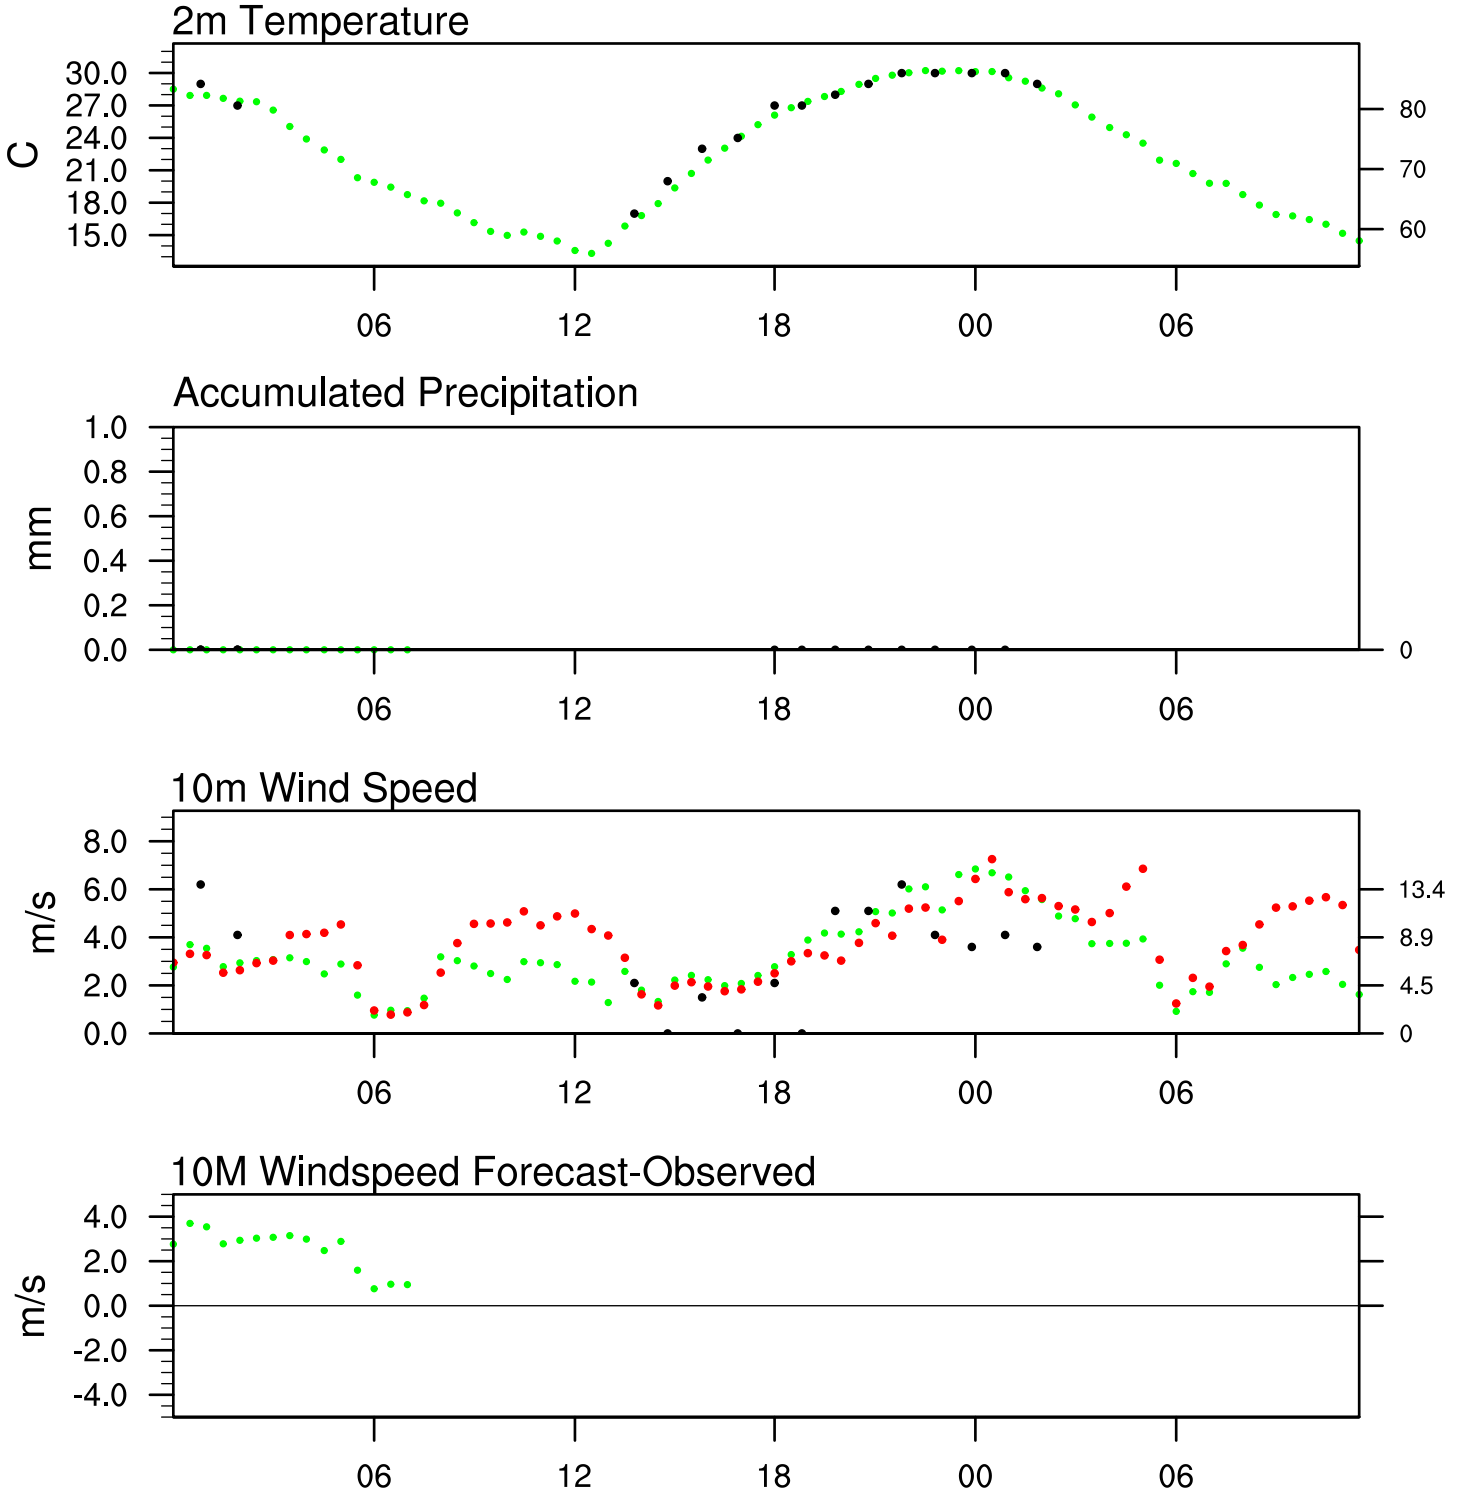 2m Temperature
30.0
27.0
24.0
21.0
18.0
15.0
C
80
70
60
06 12 18 00 06
Accumulated Precipitation
1.0
0.8
0.6
0.4
0.2
0.0
mm
0
06 12 18 00 06
10m Wind Speed
8.0
6.0
4.0
2.0
0.0
m/s
13.4
8.9
4.5
0
06 12 18 00 06
10M Windspeed Forecast-Observed
4.0
2.0
0.0
-2.0
-4.0
m/s
06 12 18 00 06